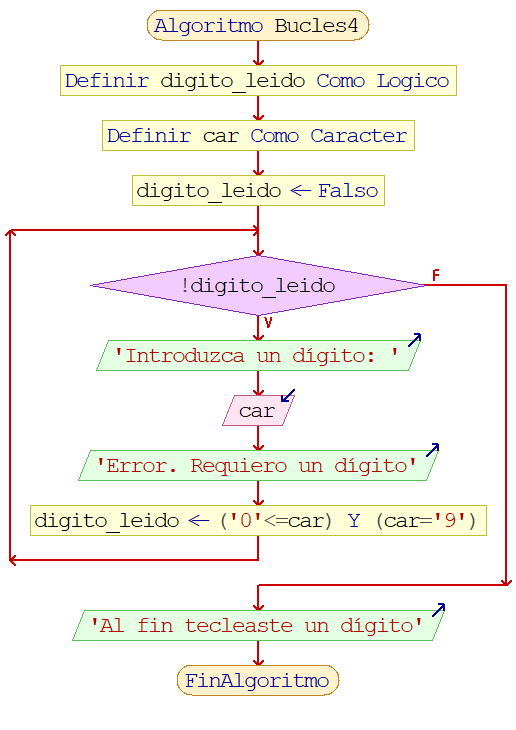 Algoritmo Bucles4
Definir digito_leido Como Logico
Definir car Como Caracter
digito_leido ← Falso
!digito_leido
F
V
'Introduzca un dígito: '
car
'Error. Requiero un dígito'
digito_leido ← ('0'<=car) Y (car='9')
'Al fin tecleaste un dígito'
FinAlgoritmo